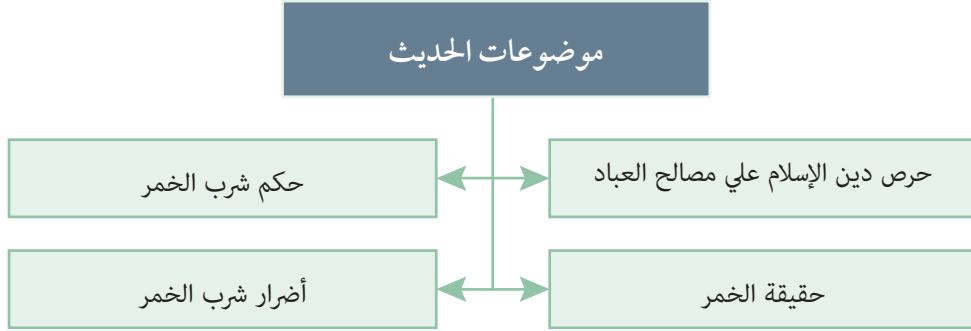 موضوعات الحديث
حرص دين الإسلام علي مصالح العباد
حكم شرب الخمر
حقيقة الخمر
أضرار شرب الخمر